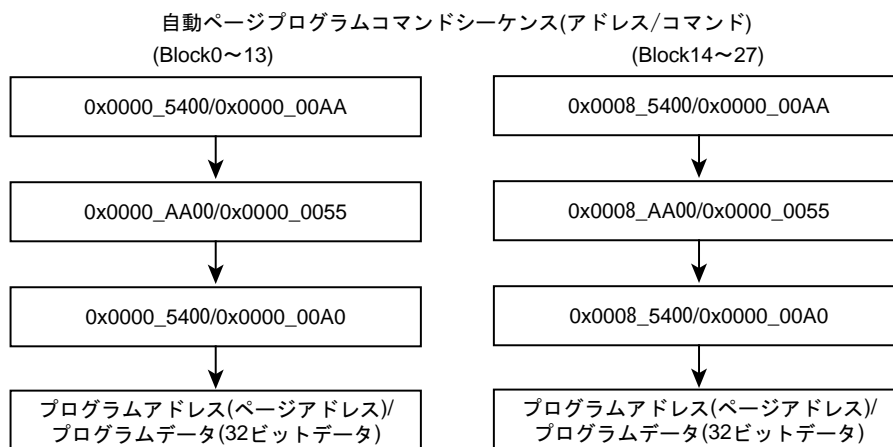 自動ページプログラムコマンドシーケンス(アドレス/コマンド)
(Block0～13)
(Block14～27)
0x0000_5400/0x0000_00AA
0x0008_5400/0x0000_00AA
0x0000_AA00/0x0000_0055
0x0008_AA00/0x0000_0055
0x0000_5400/0x0000_00A0
0x0008_5400/0x0000_00A0
プログラムアドレス(ページアドレス)/
プログラムデータ(32ビットデータ)
プログラムアドレス(ページアドレス)/
プログラムデータ(32ビットデータ)